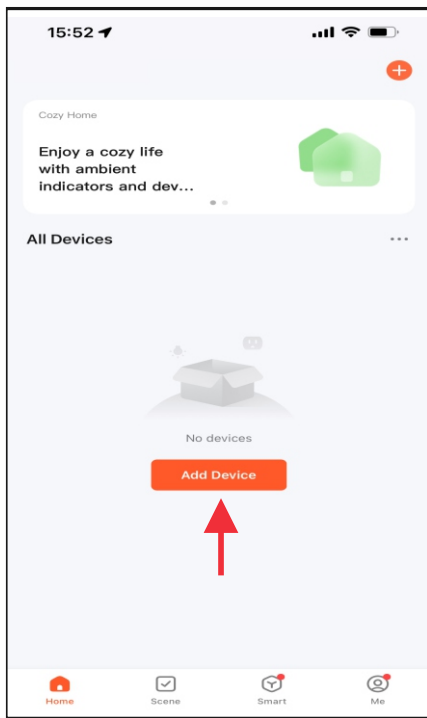 15:52
Cozy Home
Enjoy a cozy life
with ambient
indicators and dev...
All Devices
No devices
Add Device
Home
Scene
Smart
Me